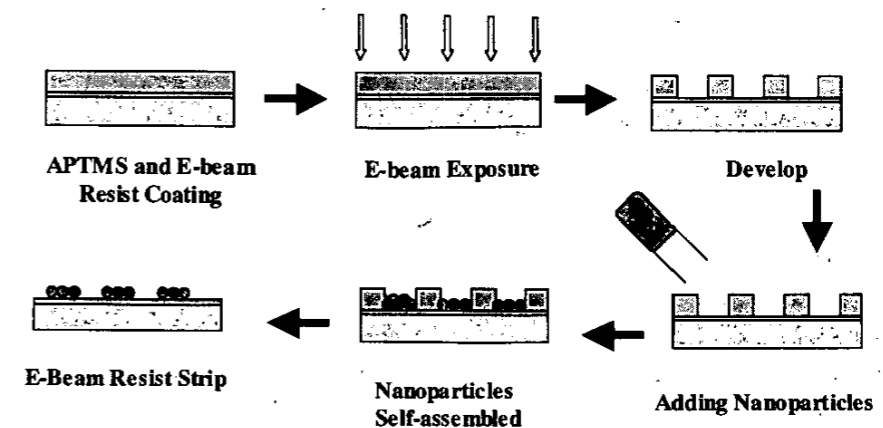 APTMS and E-beam
Resist Coating
E-beam Exposure
Develop
Adding Nanoparticles
Nanoparticles
Self-assembled
E-Beam Resist Strip